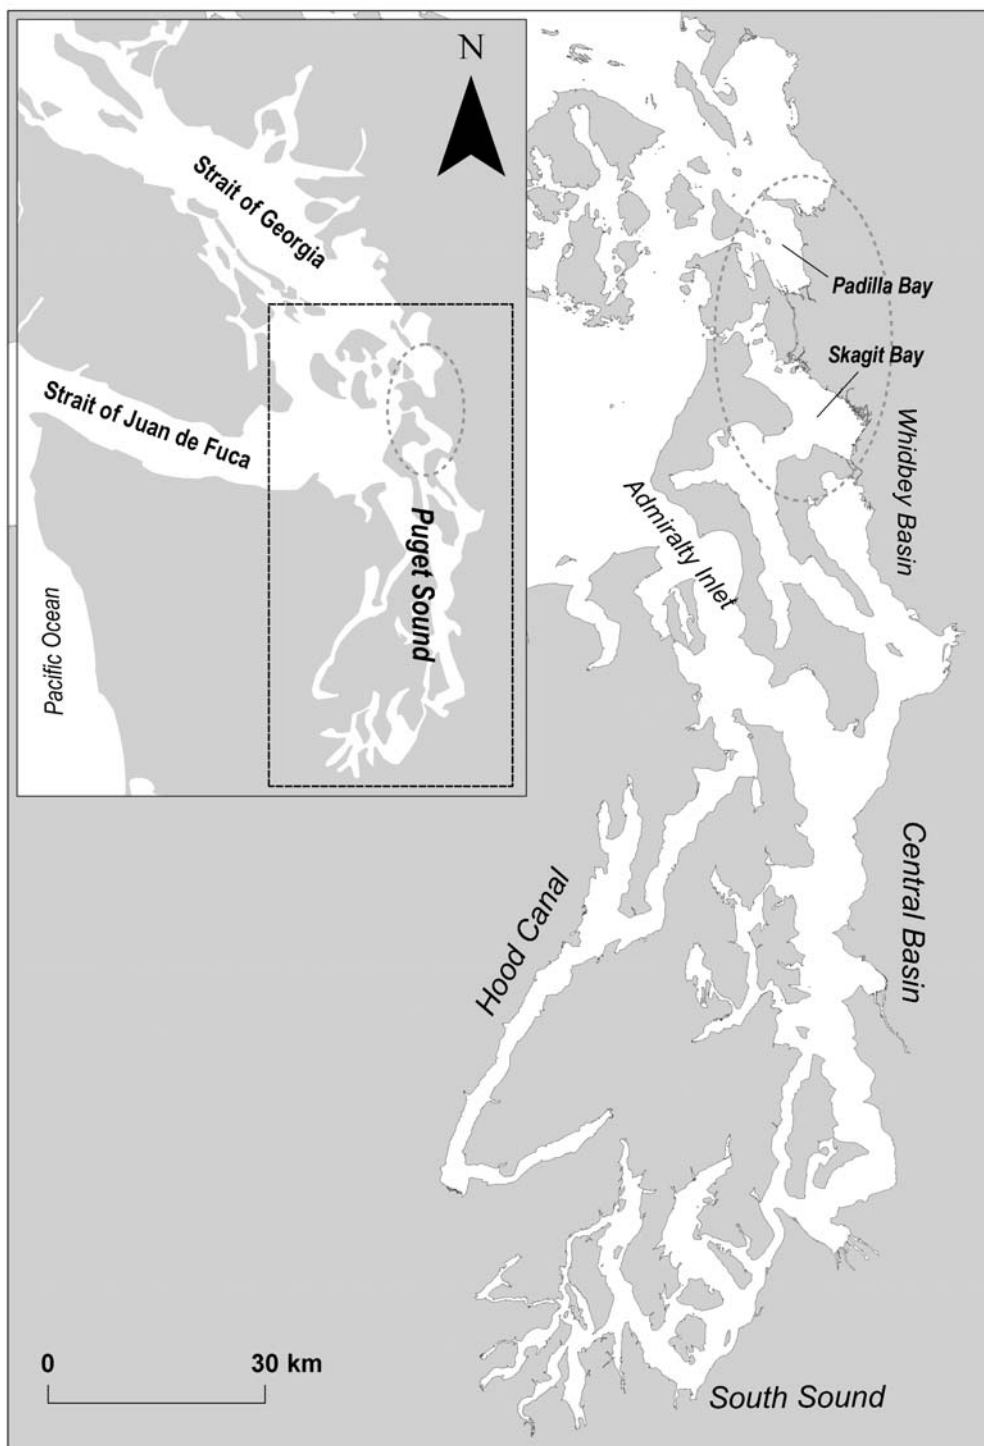 N
Strait of Georgia
Strait of Juan de Fuca
Puget Sound
Pacific Ocean
Padilla Bay
Skagit Bay
Whidbey Basin
Admiralty Inlet
Hood Canal
Central Basin
South Sound
0 30 km